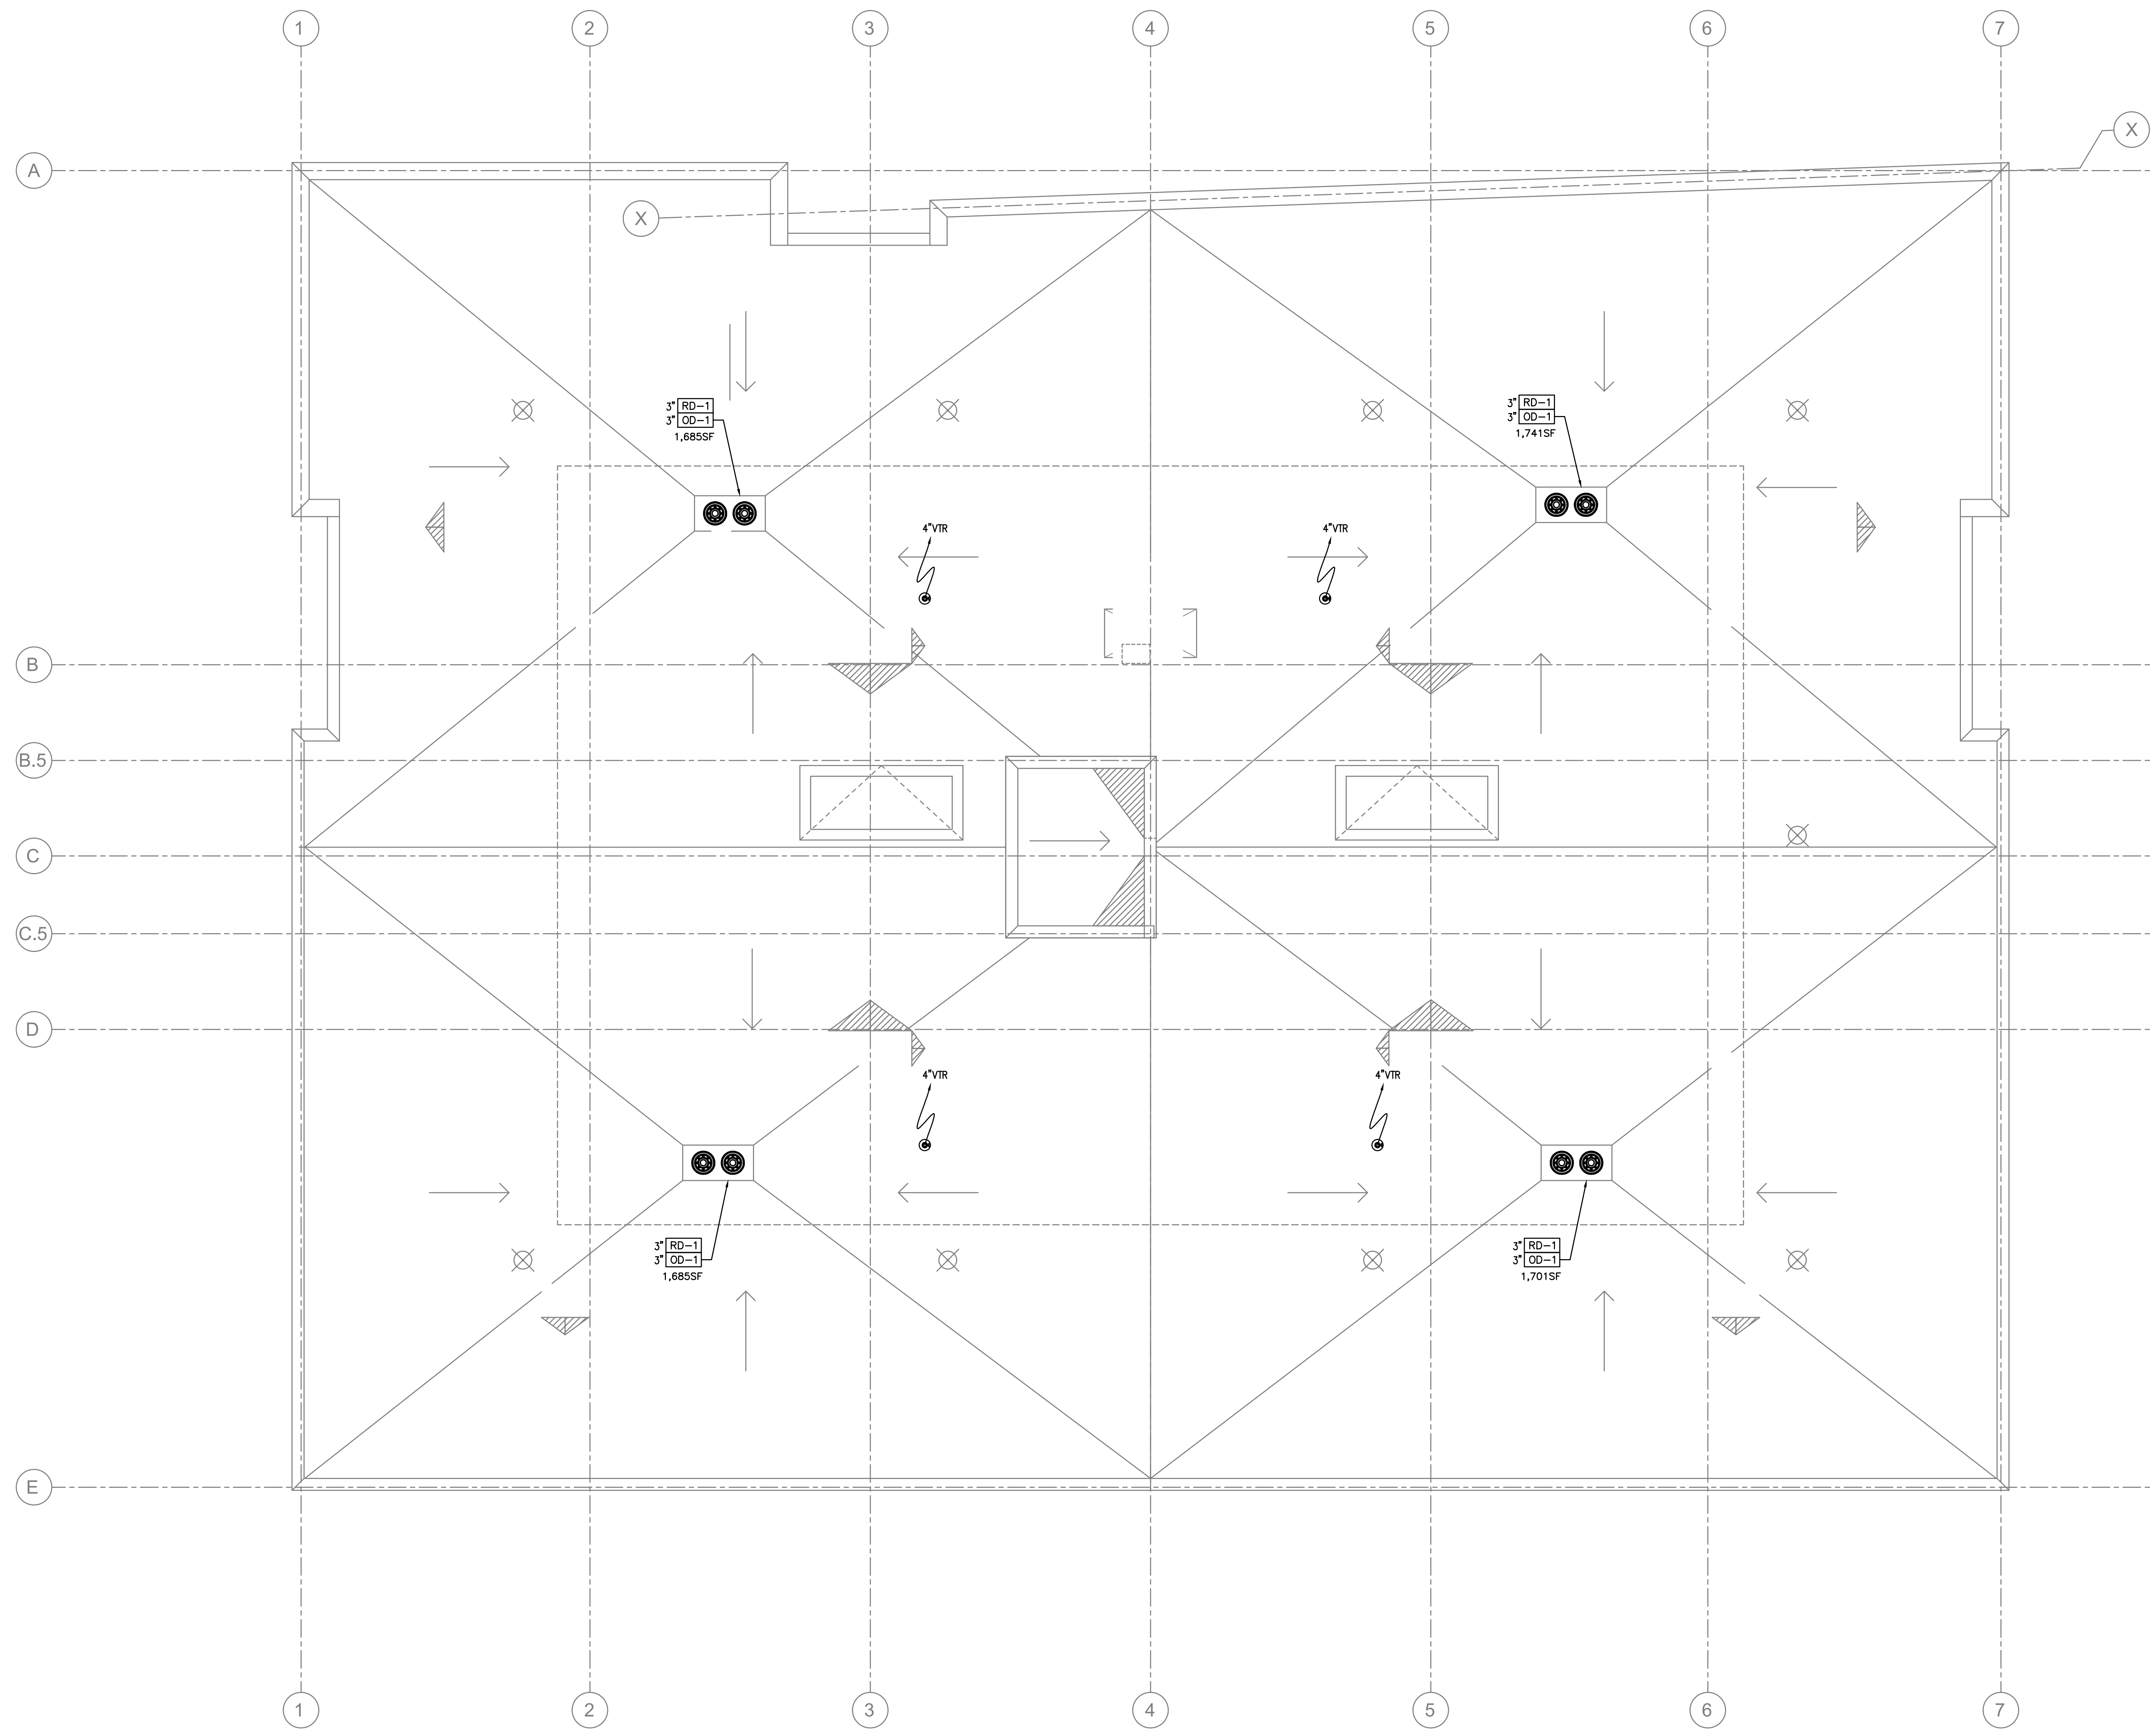 1 2 3 4 5 6 7
X
A
X
3" RD-1
3" OD-1
1,685SF
3" RD-1
3" OD-1
1,741SF
4"VTR
4"VTR
B
B.5
C
C.5
D
4"VTR
4"VTR
3" RD-1
3" OD-1
1,685SF
3" RD-1
3" OD-1
1,701SF
E
1 2 3 4 5 6 7